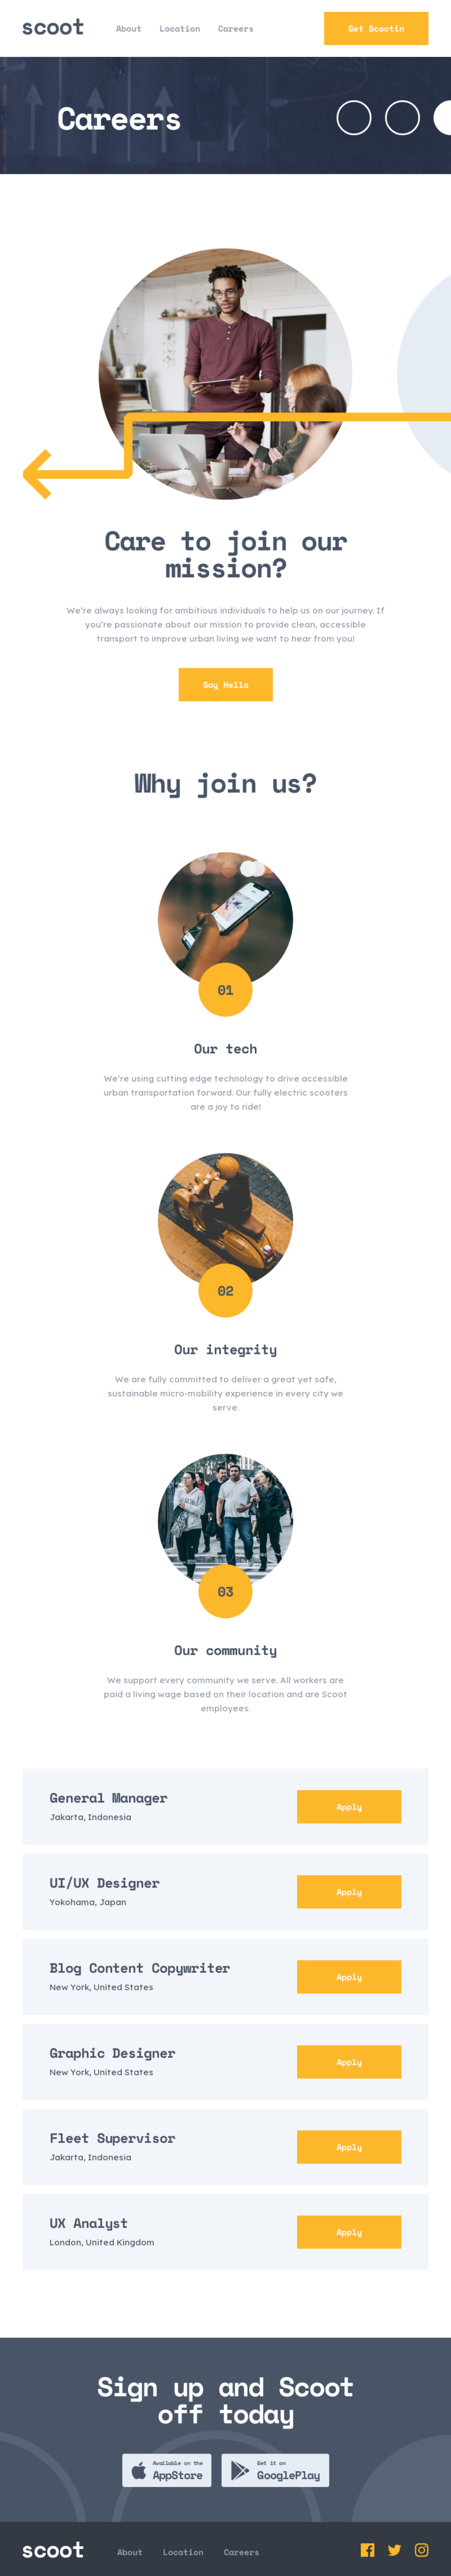 scoot
About Location Careers
Get Scootin
Careers
Care to join our
mission?
We're always looking for ambitious individuals to help us on our journey. If
you're passionate about our mission to provide clean, accessible
transport to improve urban living we want to hear from you!
Say Hello
Why join us?
01
Our tech
We're using cutting edge technology to drive accessible
urban transportation forward. Our fully electric scooters
are a joy to ride!
02
Our integrity
We are fully committed to deliver a great yet safe,
sustainable micro-mobility experience in every city we
serve.
03
Our community
We support every community we serve. All workers are
paid a living wage based on their location and are Scoot
employees.
General Manager
Jakarta, Indonesia
Apply
UI/UX Designer
Yokohama, Japan
Apply
Blog Content Copywriter
New York, United States
Apply
Graphic Designer
New York, United States
Apply
Fleet Supervisor
Jakarta, Indonesia
Apply
UX Analyst
London, United Kingdom
Apply
Sign up and Scoot
off today
Available on the
AppStore
Get it on
GooglePlay
scoot
About Location Careers